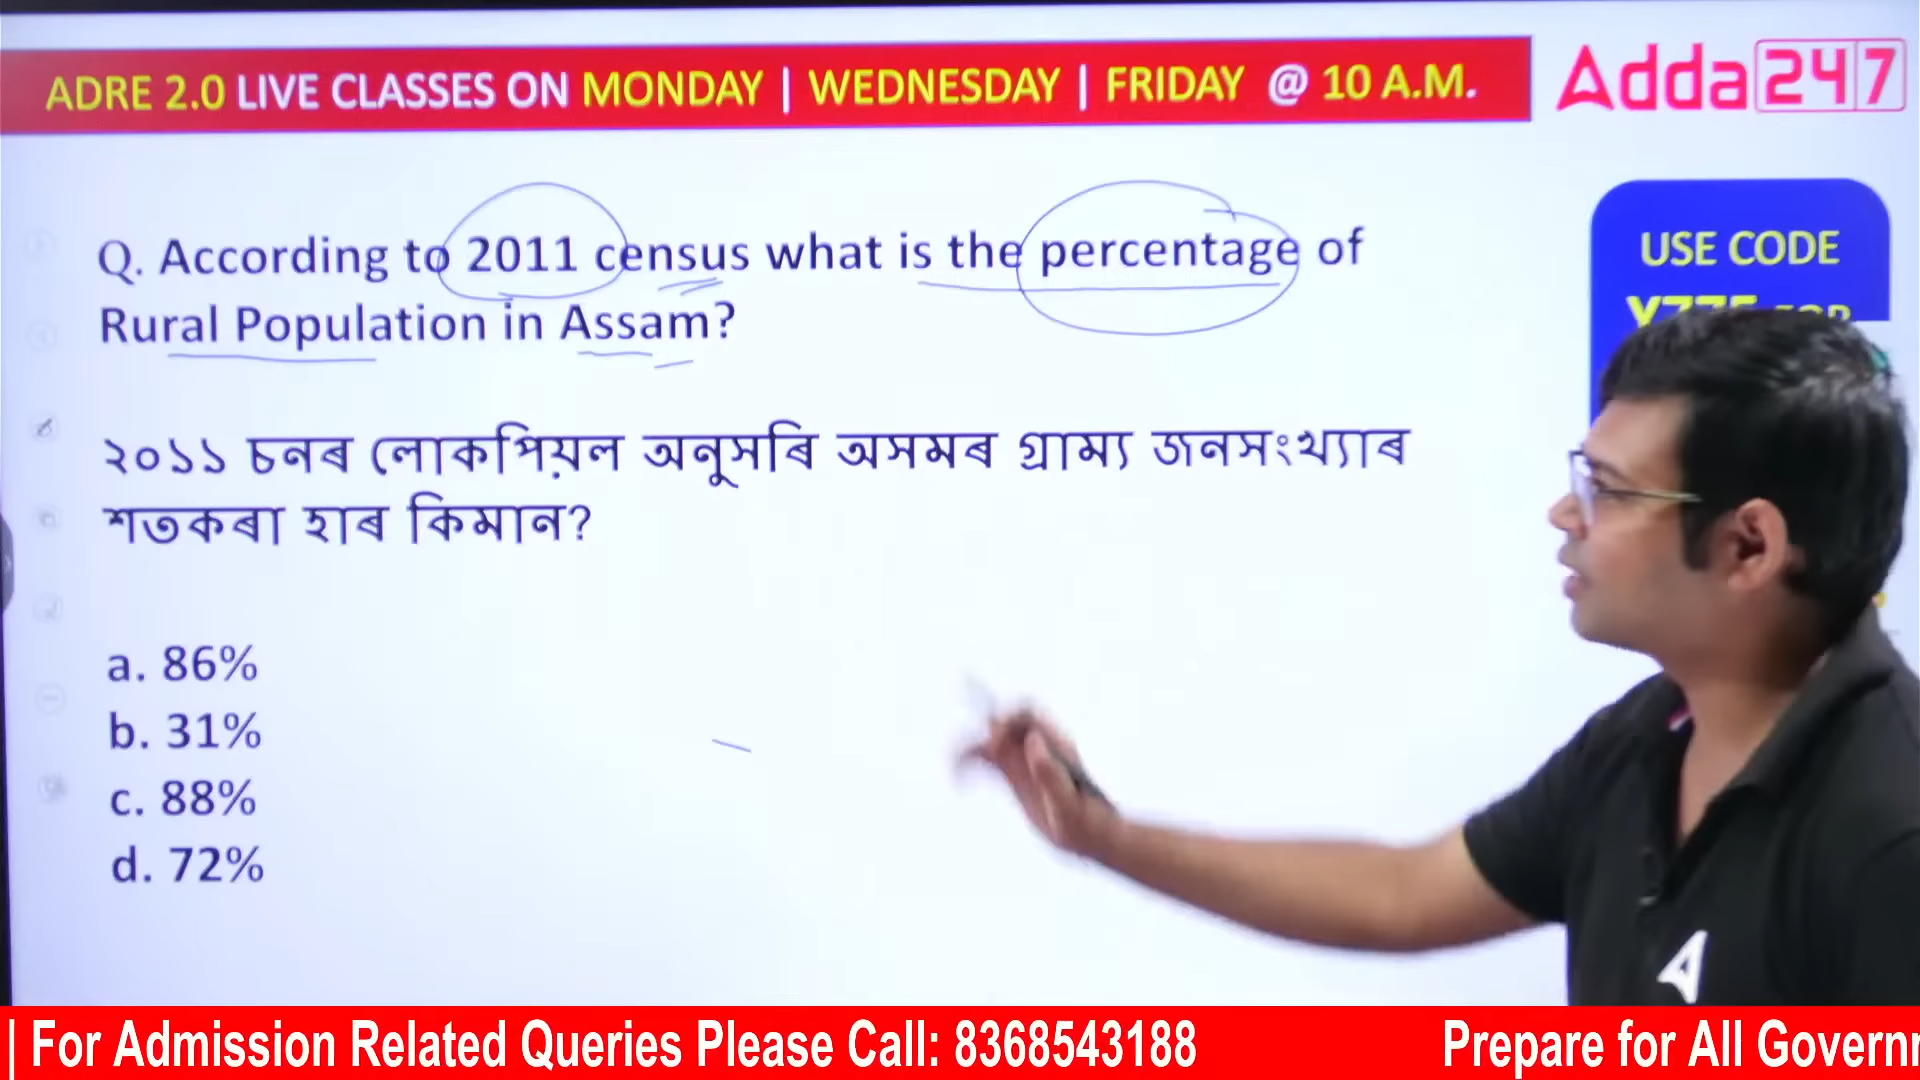 ADRE 2.0 LIVE CLASSES ON MONDAY | WEDNESDAY | FRIDAY @ 10 A.M.
Adda247
Q. According to 2011 census what is the percentage of
Rural Population in Assam?
USE CODE
২০১১ চনৰ লোকপিয়ল অনুসৰি অসমৰ গ্ৰাম্য জনসংখ্যাৰ
শতকৰা হাৰ কিমান?
a. 86%
b. 31%
c. 88%
d. 72%
| For Admission Related Queries Please Call: 8368543188
Prepare for All Govern